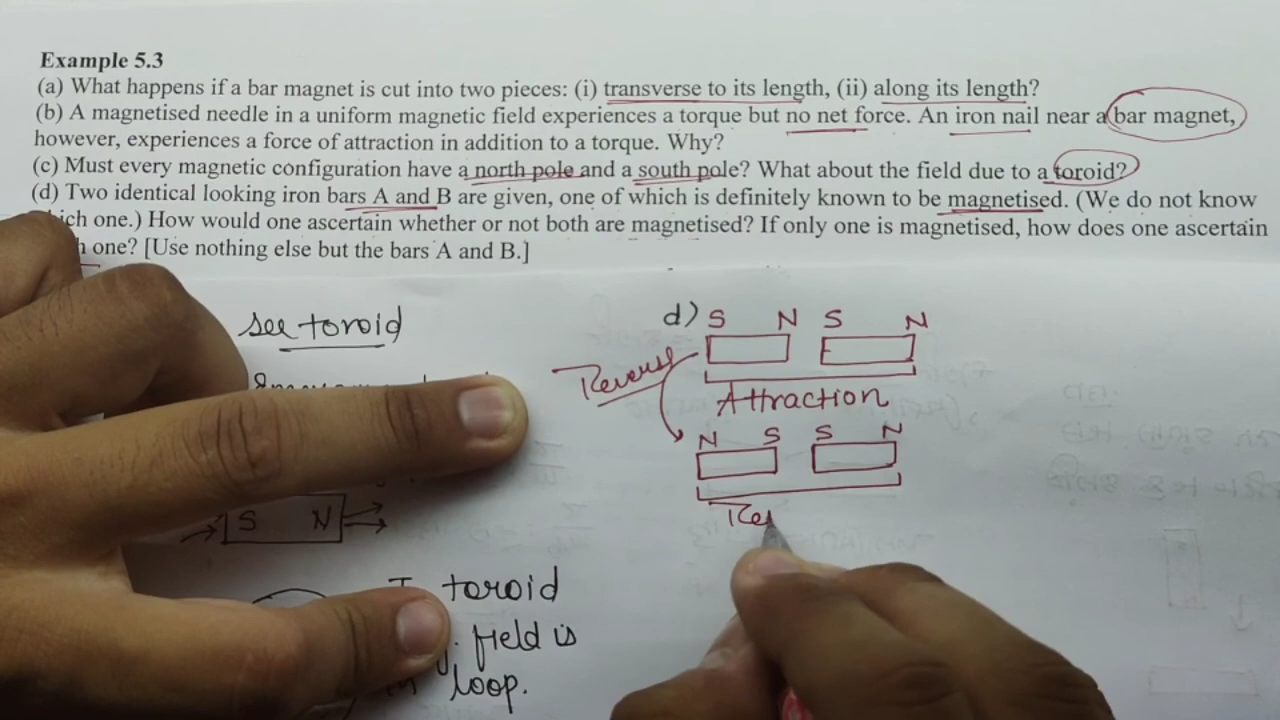 Example 5.3
(a) What happens if a bar magnet is cut into two pieces: (i) transverse to its length, (ii) along its length?
(b) A magnetised needle in a uniform magnetic field experiences a torque but no net force. An iron nail near a bar magnet,
however, experiences a force of attraction in addition to a torque. Why?
(c) Must every magnetic configuration have a north pole and a south pole? What about the field due to a toroid?
(d) Two identical looking iron bars A and B are given, one of which is definitely known to be magnetised. (We do not know
one.) How would one ascertain whether or not both are magnetised? If only one is magnetised, how does one ascertain
one? [Use nothing else but the bars A and B.]
see toroid
S N
toroid
field is
loop.
d) S N S N
Reverse
Attraction
N S S N
Re